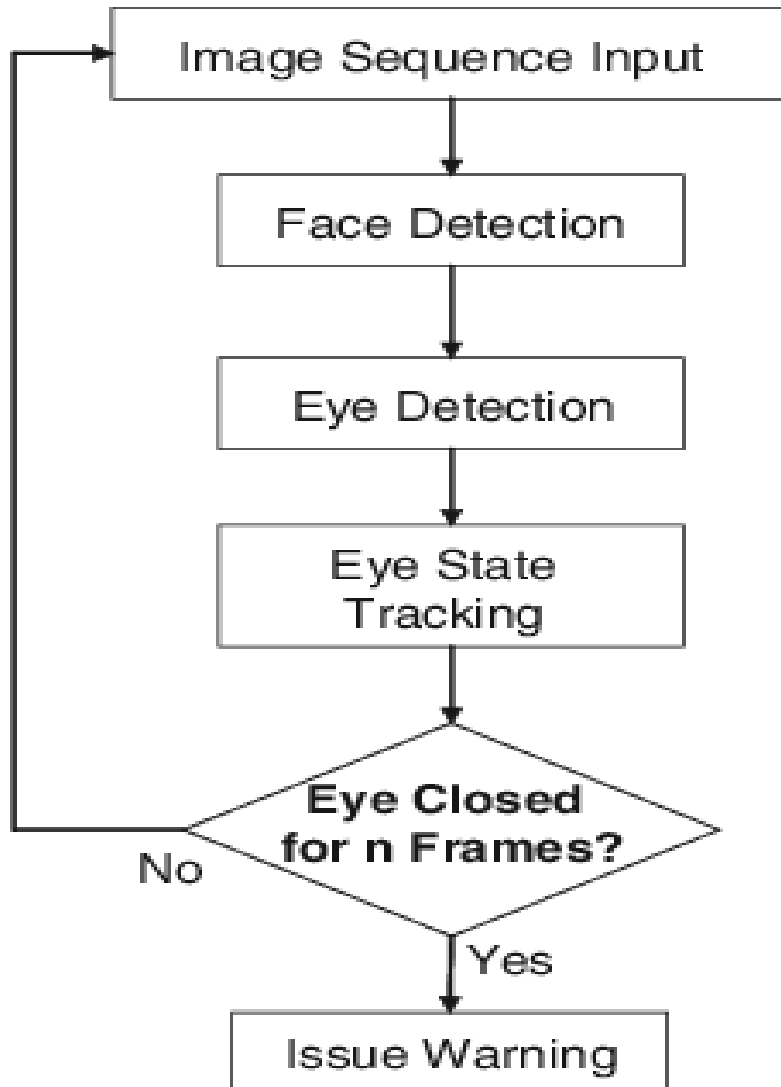 Image Sequence Input
Face Detection
Eye Detection
Eye State
Tracking
Eye Closed
for n Frames?
No
Yes
Issue Warning